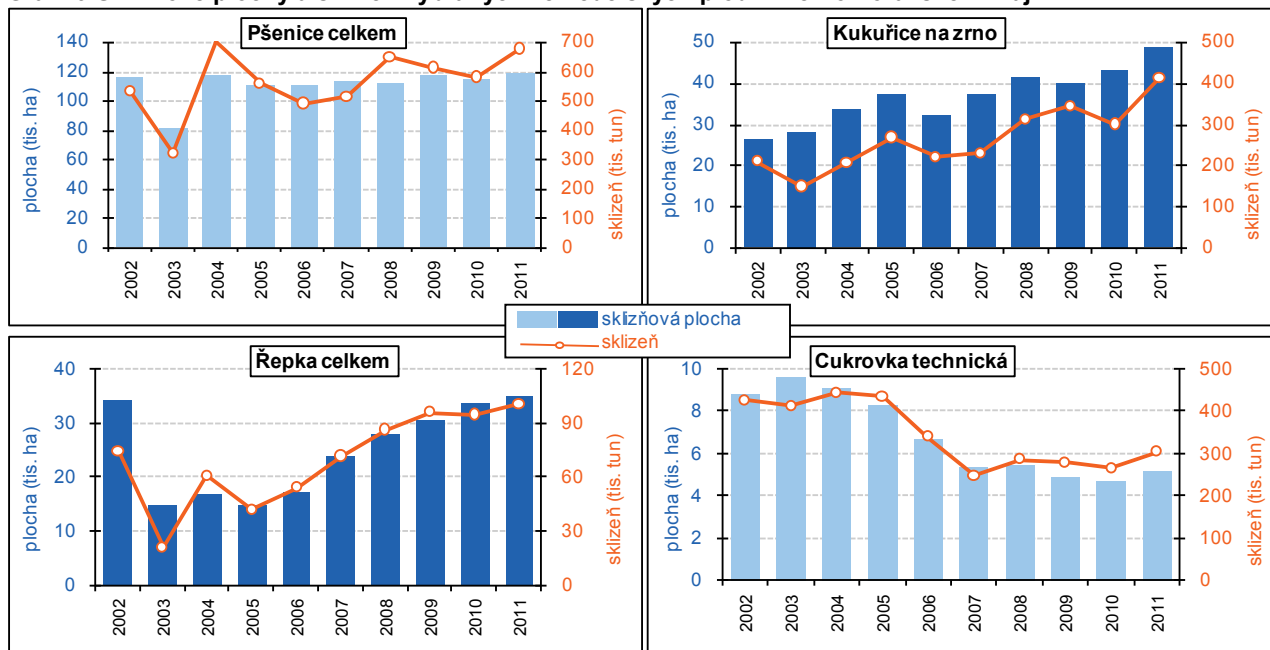 Pšenice celkem
plocha (tis. ha)
140
120
100
80
60
40
20
0
700
600
500
400
300
200
100
0
sklizeň (tis. tun)
2002 2003 2004 2005 2006 2007 2008 2009 2010 2011
Kukuřice na zrno
plocha (tis. ha)
50
40
30
20
10
0
500
400
300
200
100
0
sklizeň (tis. tun)
2002 2003 2004 2005 2006 2007 2008 2009 2010 2011
sklizňová plocha
sklizeň
Řepka celkem
plocha (tis. ha)
40
30
20
10
0
120
90
60
30
0
sklizeň (tis. tun)
2002 2003 2004 2005 2006 2007 2008 2009 2010 2011
Cukrovka technická
plocha (tis. ha)
10
8
6
4
2
0
500
400
300
200
100
0
sklizeň (tis. tun)
2002 2003 2004 2005 2006 2007 2008 2009 2010 2011